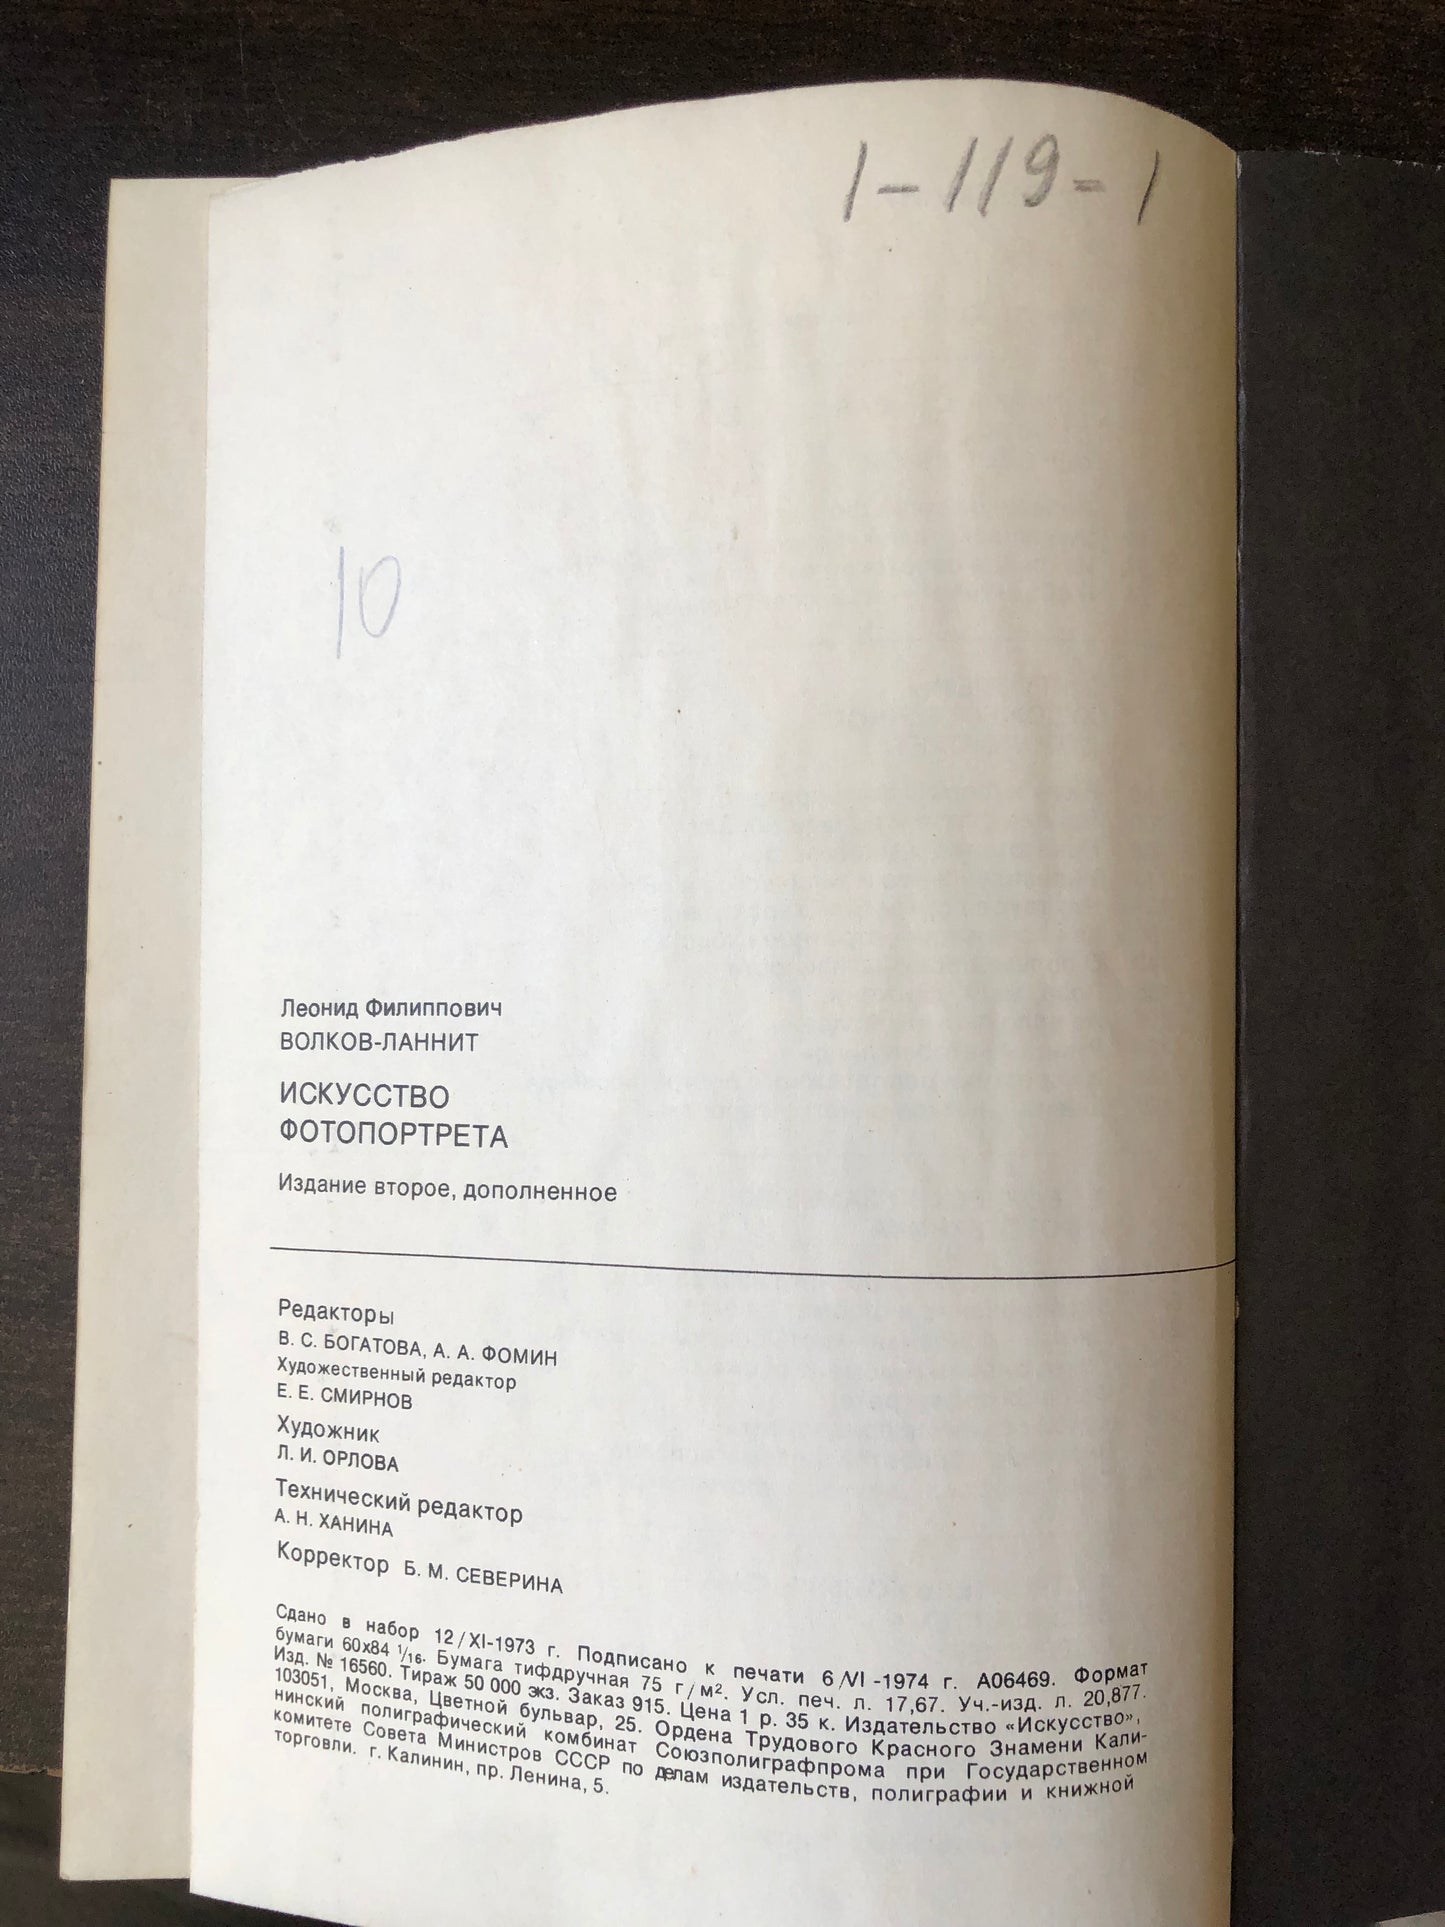 1-119=1
10
Леонид Филиппович
ВОЛКОВ-ЛАННИТ
ИСКУССТВО
ФОТОПОРТРЕТА
Издание второе, дополненное
Редакторы
В. С. БОГАТОВА, А. А. ФОМИН
Художественный редактор
Е. Е. СМИРНОВ
Художник
Л. И. ОРЛОВА
Технический редактор
А. Н. ХАНИНА
Корректор Б. М. СЕВЕРИНА
Сдано в набор 12/XI-1973 г. Подписано к печати 6/VI-1974 г. А06469. Формат
бумаги 60х84 1/16. Бумага тифдручная 75 г/м². Усл. печ. л. 17,67. Уч.-изд. л. 20,877.
Изд. № 16560. Тираж 50 000 экз. Заказ 915. Цена 1 р. 35 к. Издательство «Искусство»,
103051, Москва, Цветной бульвар, 25. Ордена Трудового Красного Знамени Кали-
нинский полиграфический комбинат Союзполиграфпрома при Государственном
комитете Совета Министров СССР по делам издательств, полиграфии и книжной
торговли. г. Калинин, пр. Ленина, 5.